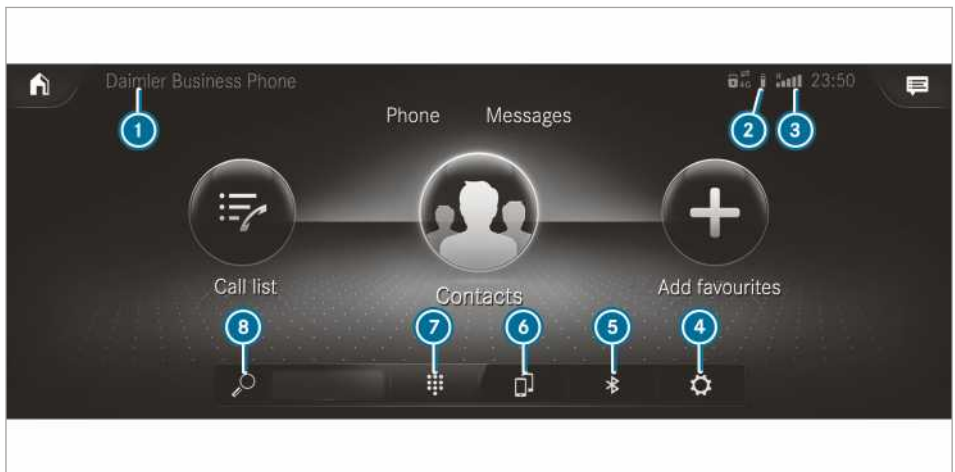 Daimler Business Phone 4G R 23:50
1
2
3
Phone Messages
Call list
Contacts
Add favourites
8
7
6
5
4